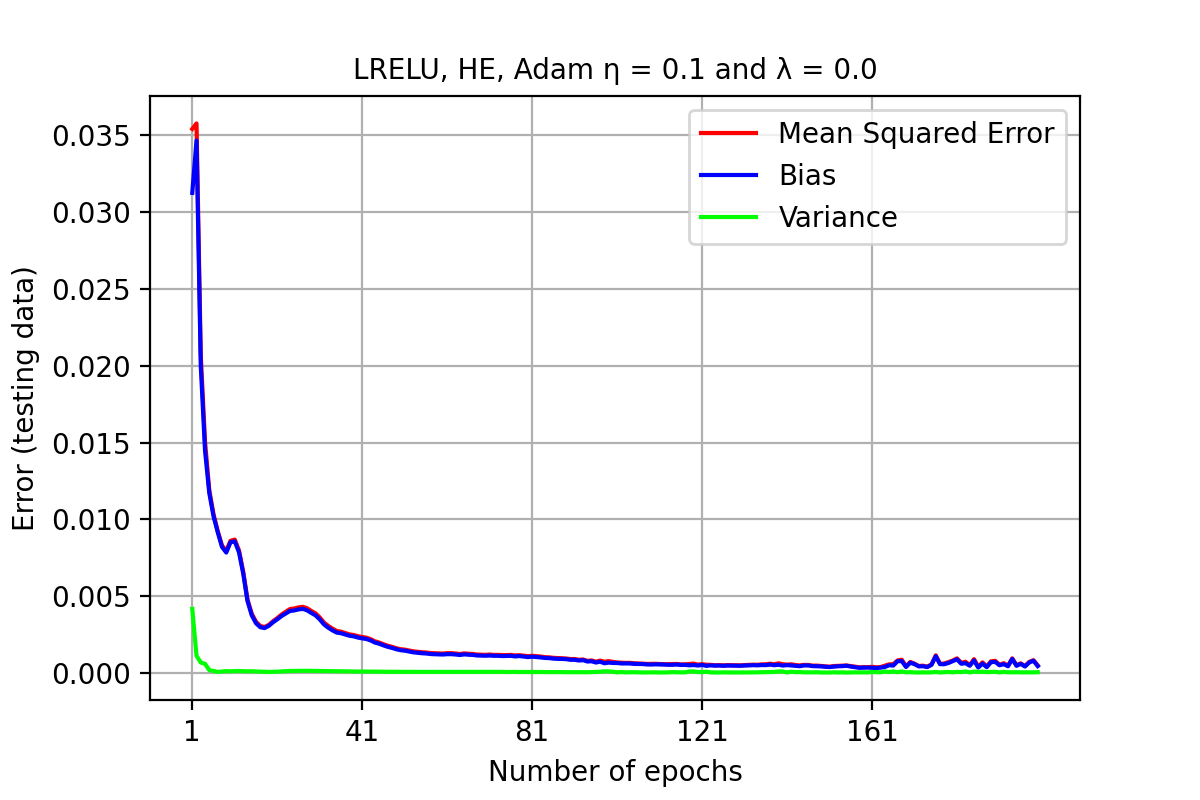 LRELU, HE, Adam η = 0.1 and λ = 0.0
Mean Squared Error
Bias
Variance
Error (testing data)
0.035
0.030
0.025
0.020
0.015
0.010
0.005
0.000
1 41 81 121 161
Number of epochs